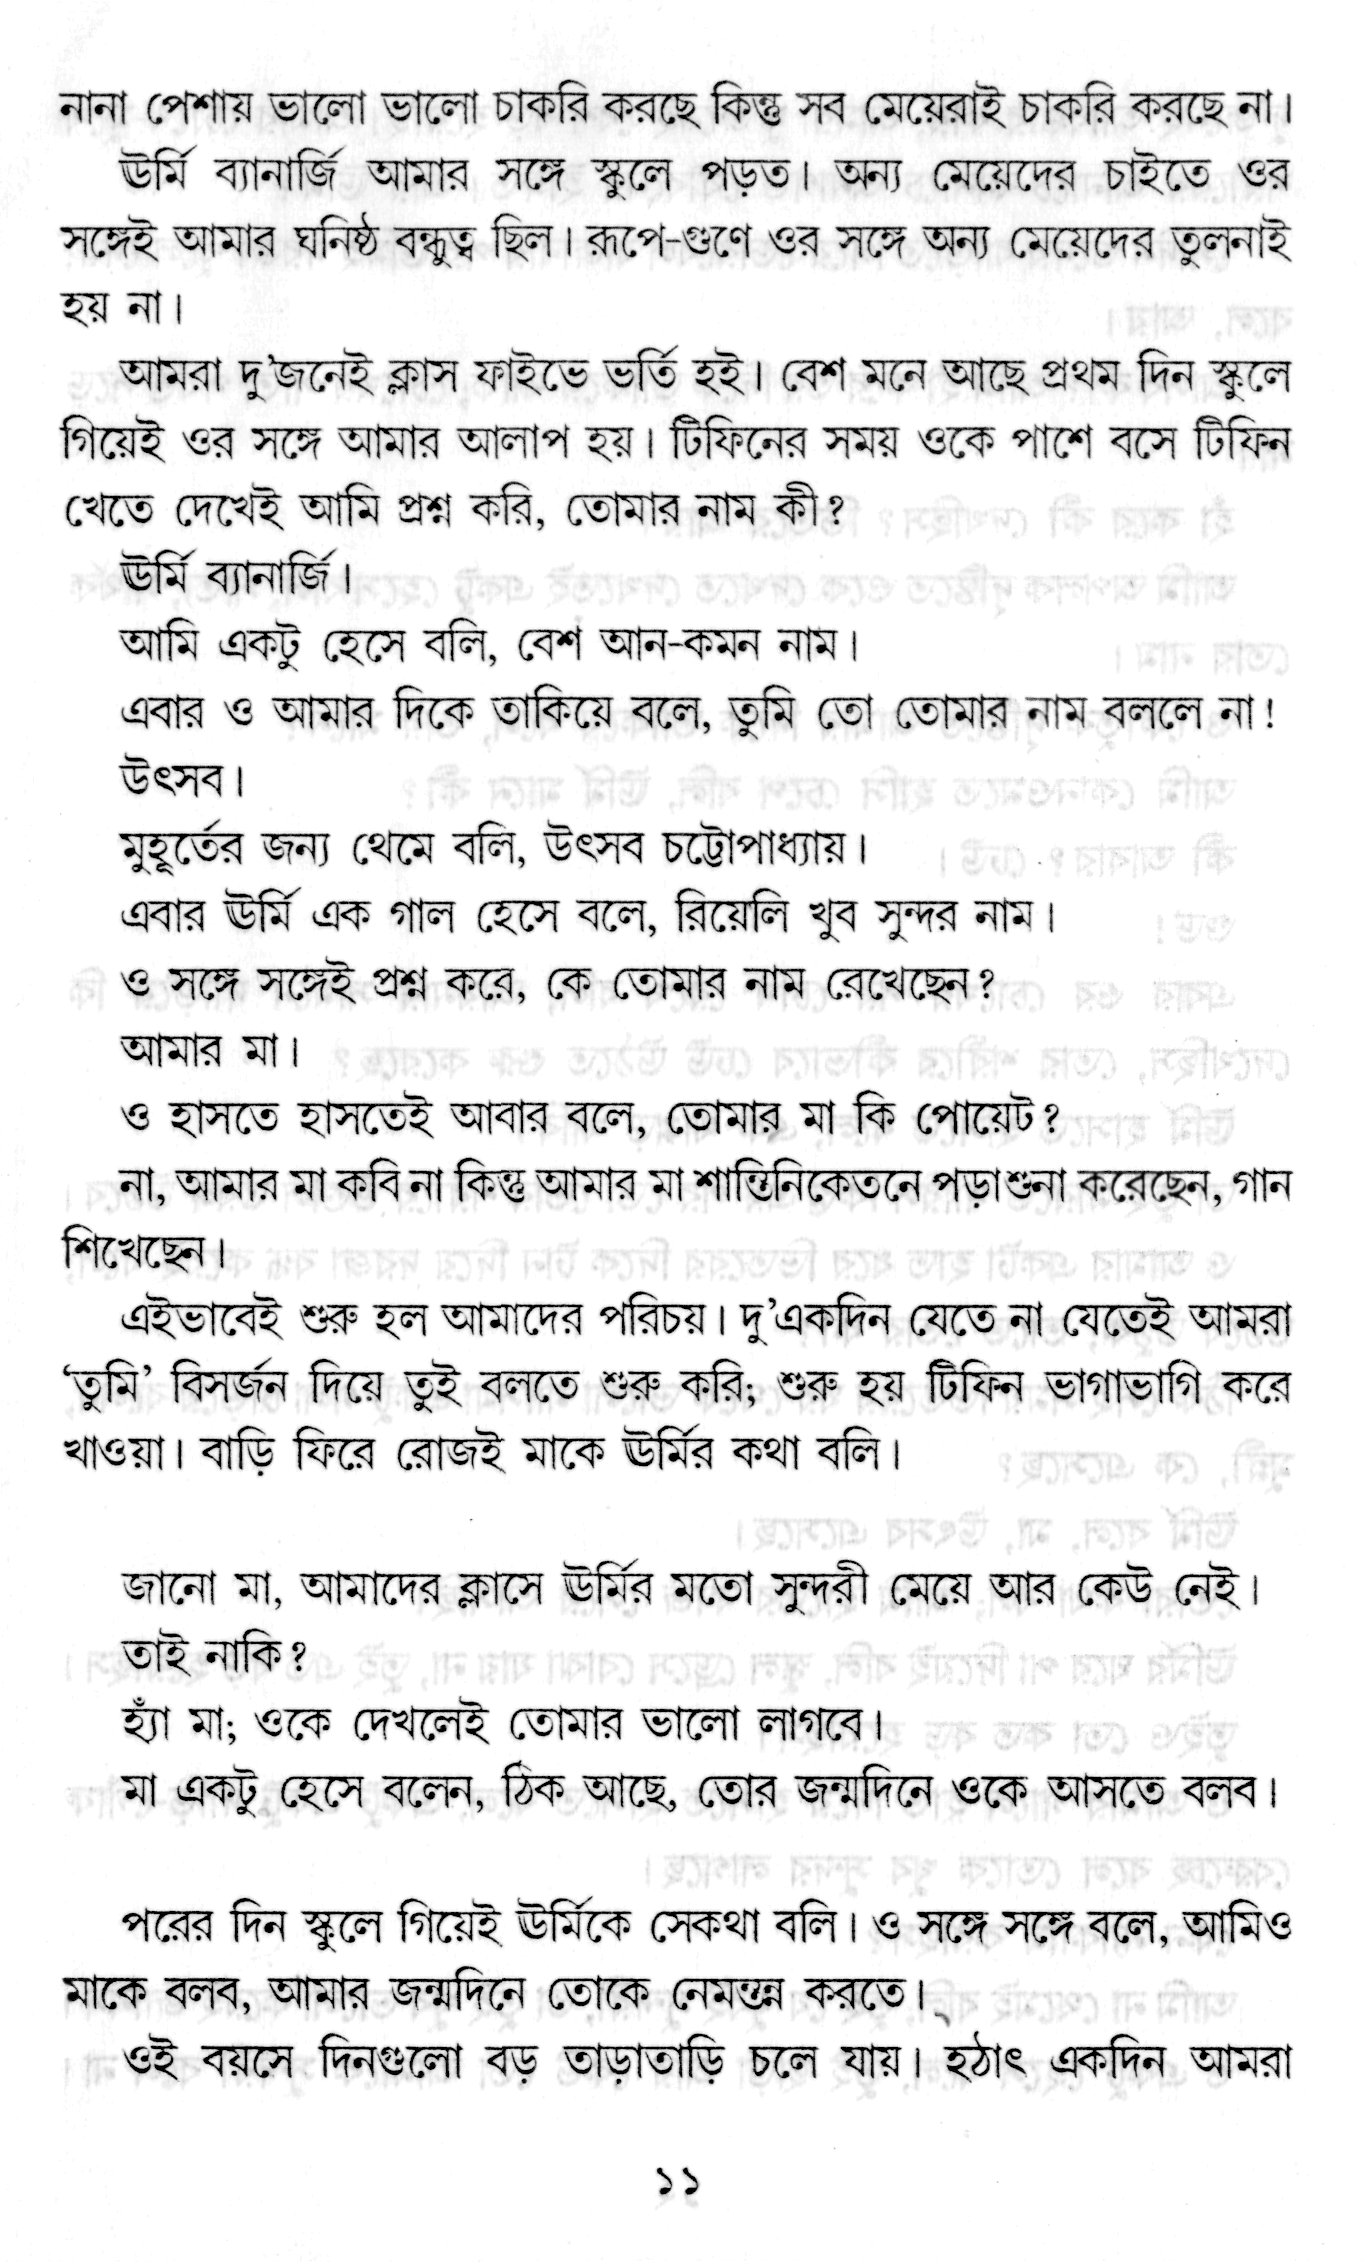 নানা পেশায় ভালো ভালো চাকরি করছে কিন্তু সব মেয়েরাই চাকরি করছে না।
ঊর্মি ব্যানার্জি আমার সঙ্গে স্কুলে পড়ত। অন্য মেয়েদের চাইতে ওর
সঙ্গেই আমার ঘনিষ্ঠ বন্ধুত্ব ছিল। রূপে-গুণে ওর সঙ্গে অন্য মেয়েদের তুলনাই
হয় না।
আমরা দু'জনেই ক্লাস ফাইভে ভর্তি হই। বেশ মনে আছে প্রথম দিন স্কুলে
গিয়েই ওর সঙ্গে আমার আলাপ হয়। টিফিনের সময় ওকে পাশে বসে টিফিন
খেতে দেখেই আমি প্রশ্ন করি, তোমার নাম কী?
ঊর্মি ব্যানার্জি।
আমি একটু হেসে বলি, বেশ আন-কমন নাম।
এবার ও আমার দিকে তাকিয়ে বলে, তুমি তো তোমার নাম বললে না!
উৎসব।
মুহূর্তের জন্য থেমে বলি, উৎসব চট্টোপাধ্যায়।
এবার ঊর্মি এক গাল হেসে বলে, রিয়েলি খুব সুন্দর নাম।
ও সঙ্গে সঙ্গেই প্রশ্ন করে, কে তোমার নাম রেখেছেন?
আমার মা।
ও হাসতে হাসতেই আবার বলে, তোমার মা কি পোয়েট?
না, আমার মা কবি না কিন্তু আমার মা শান্তিনিকেতনে পড়াশুনা করেছেন, গান
শিখেছেন।
এইভাবেই শুরু হল আমাদের পরিচয়। দু'একদিন যেতে না যেতেই আমরা
‘তুমি’ বিসর্জন দিয়ে তুই বলতে শুরু করি; শুরু হয় টিফিন ভাগাভাগি করে
খাওয়া। বাড়ি ফিরে রোজই মাকে ঊর্মির কথা বলি।
জানো মা, আমাদের ক্লাসে ঊর্মির মতো সুন্দরী মেয়ে আর কেউ নেই।
তাই নাকি?
হ্যাঁ মা; ওকে দেখলেই তোমার ভালো লাগবে।
মা একটু হেসে বলেন, ঠিক আছে, তোর জন্মদিনে ওকে আসতে বলব।
পরের দিন স্কুলে গিয়েই ঊর্মিকে সেকথা বলি। ও সঙ্গে সঙ্গে বলে, আমিও
মাকে বলব, আমার জন্মদিনে তোকে নেমন্তন্ন করতে।
ওই বয়সে দিনগুলো বড় তাড়াতাড়ি চলে যায়। হঠাৎ একদিন আমরা
১১